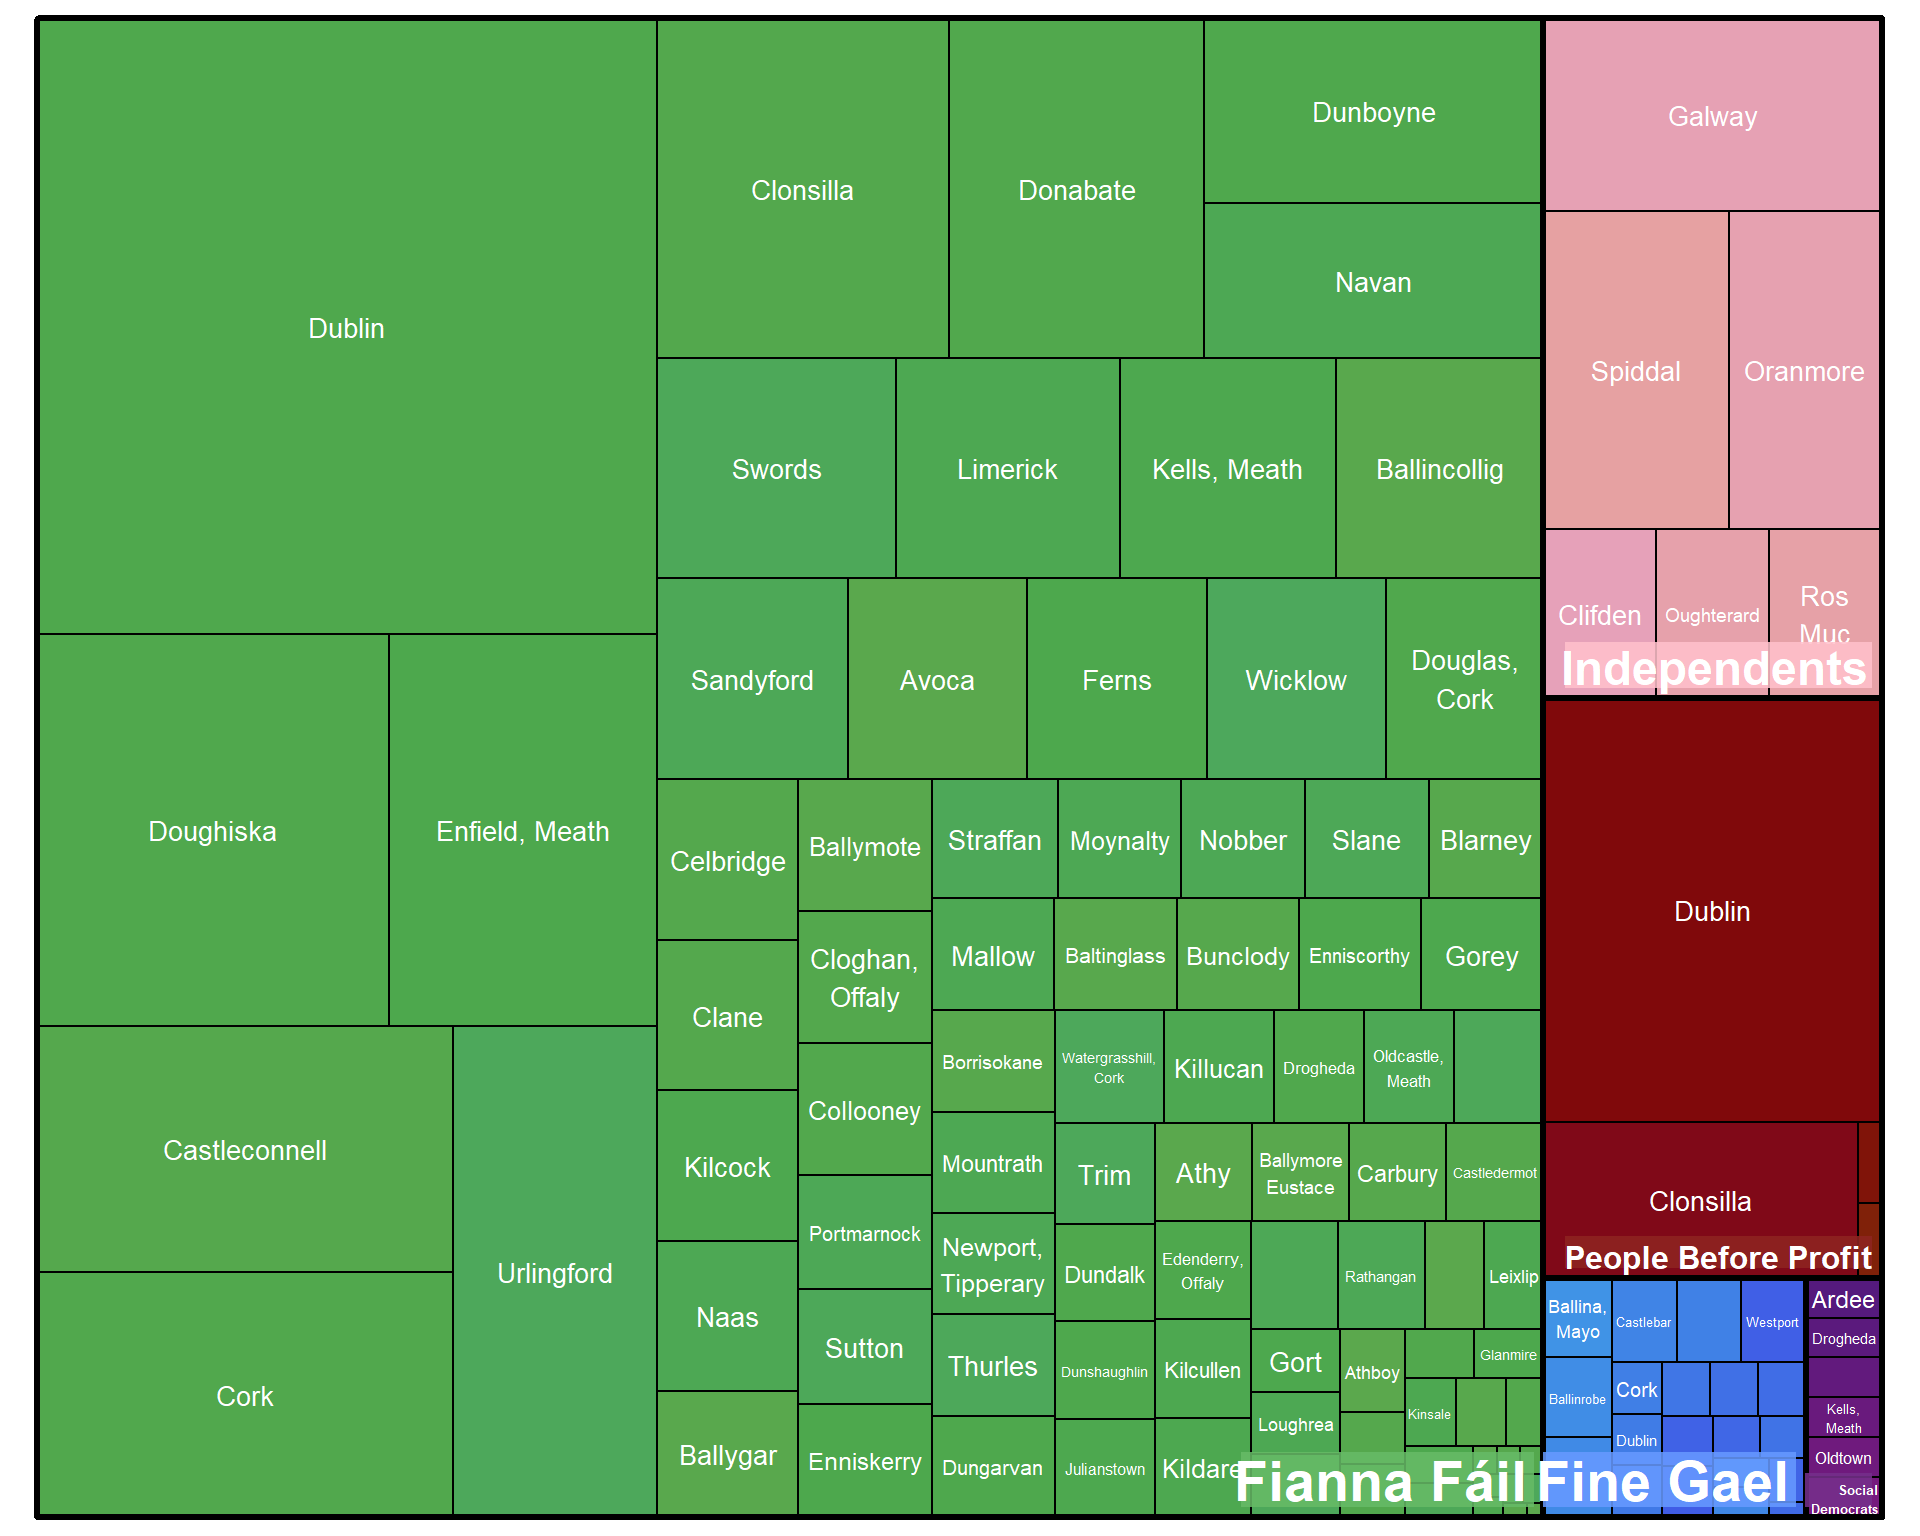 Dublin
Doughiska
Enfield, Meath
Castleconnell
Cork
Urlingford
Clonsilla
Donabate
Dunboyne
Navan
Swords
Limerick
Kells, Meath
Ballincollig
Sandyford
Avoca
Ferns
Wicklow
Douglas,
Cork
Celbridge
Clane
Kilcock
Naas
Ballygar
Ballymote
Cloghan,
Offaly
Collooney
Portmarnock
Sutton
Enniskerry
Straffan
Moynalty
Nobber
Slane
Blarney
Mallow
Baltinglass
Bunclody
Enniscorthy
Gorey
Borrisokane
Mountrath
Newport,
Tipperary
Thurles
Dungarvan
Watergrasshill,
Cork
Killucan
Drogheda
Oldcastle,
Meath
Trim
Dundalk
Dunshaughlin
Julianstown
Athy
Ballymore
Eustace
Carbury
Castledermot
Edenderry,
Offaly
Kilcullen
Kildare
Rathangan
Leixlip
Gort
Loughrea
Athboy
Glanmire
Kinsale
Fianna Fáil
Galway
Spiddal
Oranmore
Clifden
Oughterard
Ros
Muc
Independents
Dublin
Clonsilla
People Before Profit
Ballina,
Mayo
Ballinrobe
Castlebar
Westport
Cork
Dublin
Fine Gael
Ardee
Drogheda
Kells,
Meath
Oldtown
Social
Democrats